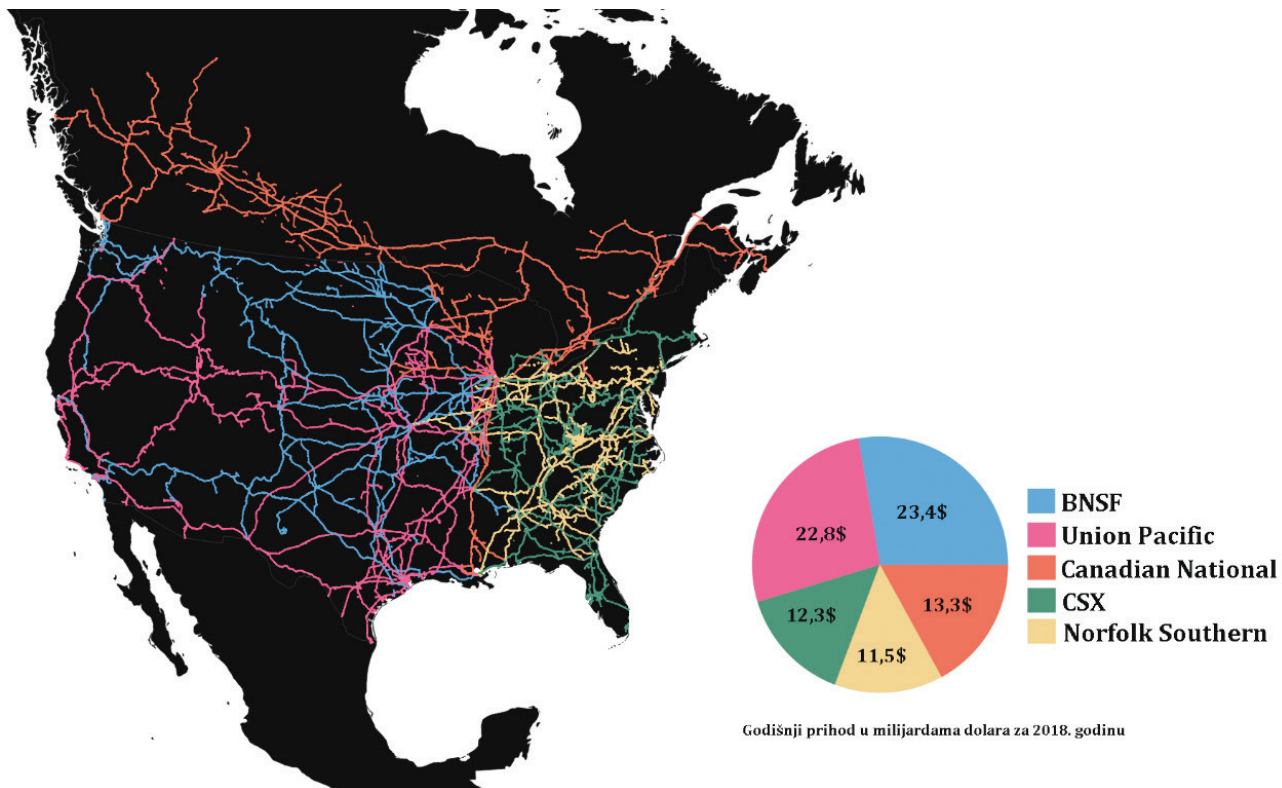 22,8$
23,4$
12,3$
13,3$
11,5$
BNSF
Union Pacific
Canadian National
CSX
Norfolk Southern
Godišnji prihod u milijardama dolara za 2018. godinu